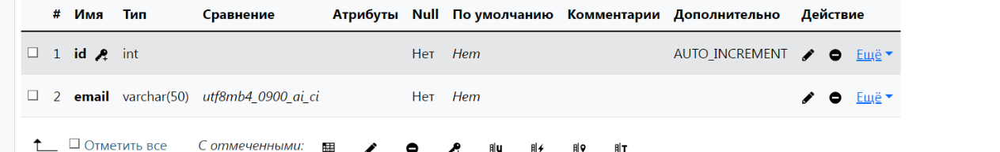 # Имя Тип Сравнение Атрибуты Null По умолчанию Комментарии Дополнительно Действие
1 id int Нет Нет AUTO_INCREMENT Ещё
2 email varchar(50) utf8mb4_0900_ai_ci Нет Нет Ещё
Отметить все С отмеченными: